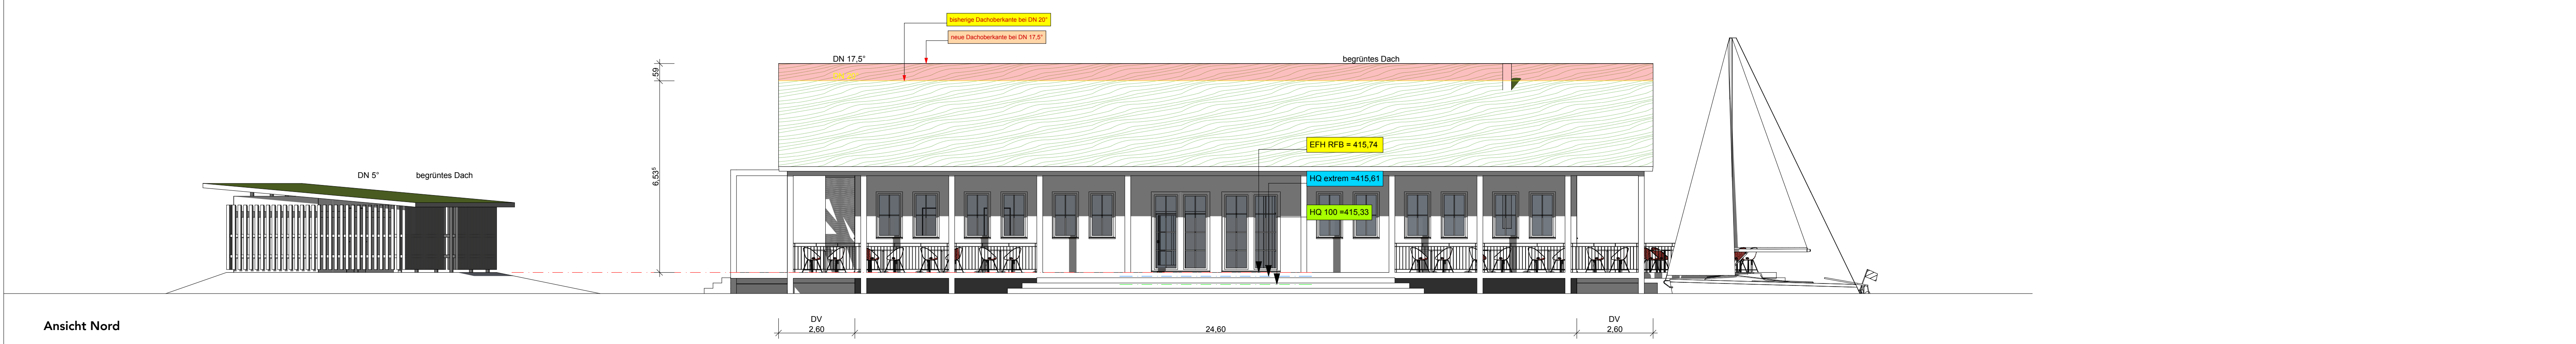 bisherige Dachoberkante bei DN 20°
neue Dachoberkante bei DN 17,5°
DN 17,5°
begrüntes Dach
59
6,53⁵
EFH RFB = 415,74
HQ extrem =415,61
HQ 100 =415,33
DN 5°
begrüntes Dach
Ansicht Nord
DV
2,60
24,60
DV
2,60